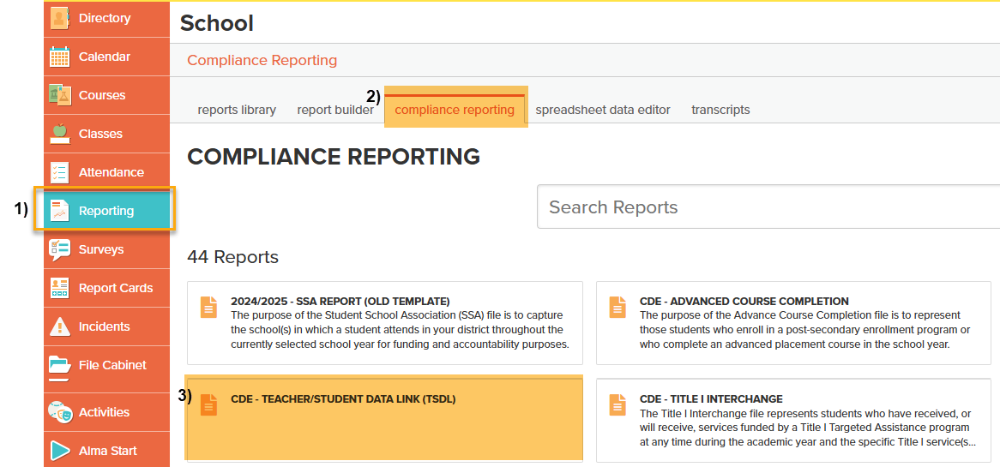 Directory
Calendar
Courses
Classes
Attendance
1)
Reporting
Surveys
Report Cards
Incidents
File Cabinet
Activities
Alma Start
School
Compliance Reporting
2)
reports library report builder compliance reporting spreadsheet data editor transcripts
COMPLIANCE REPORTING
Search Reports
44 Reports
2024/2025 - SSA REPORT (OLD TEMPLATE)
The purpose of the Student School Association (SSA) file is to capture
the school(s) in which a student attends in your district throughout the
currently selected school year for funding and accountability purposes.
CDE - ADVANCED COURSE COMPLETION
The purpose of the Advance Course Completion file is to represent
those students who enroll in a post-secondary enrollment program or
who complete an advanced placement course in the school year.
3)
CDE - TEACHER/STUDENT DATA LINK (TSDL)
CDE - TITLE I INTERCHANGE
The Title I Interchange file represents students who have received, or
will receive, services funded by a Title I Targeted Assistance program
at any time during the academic year and the specific Title I service(s...